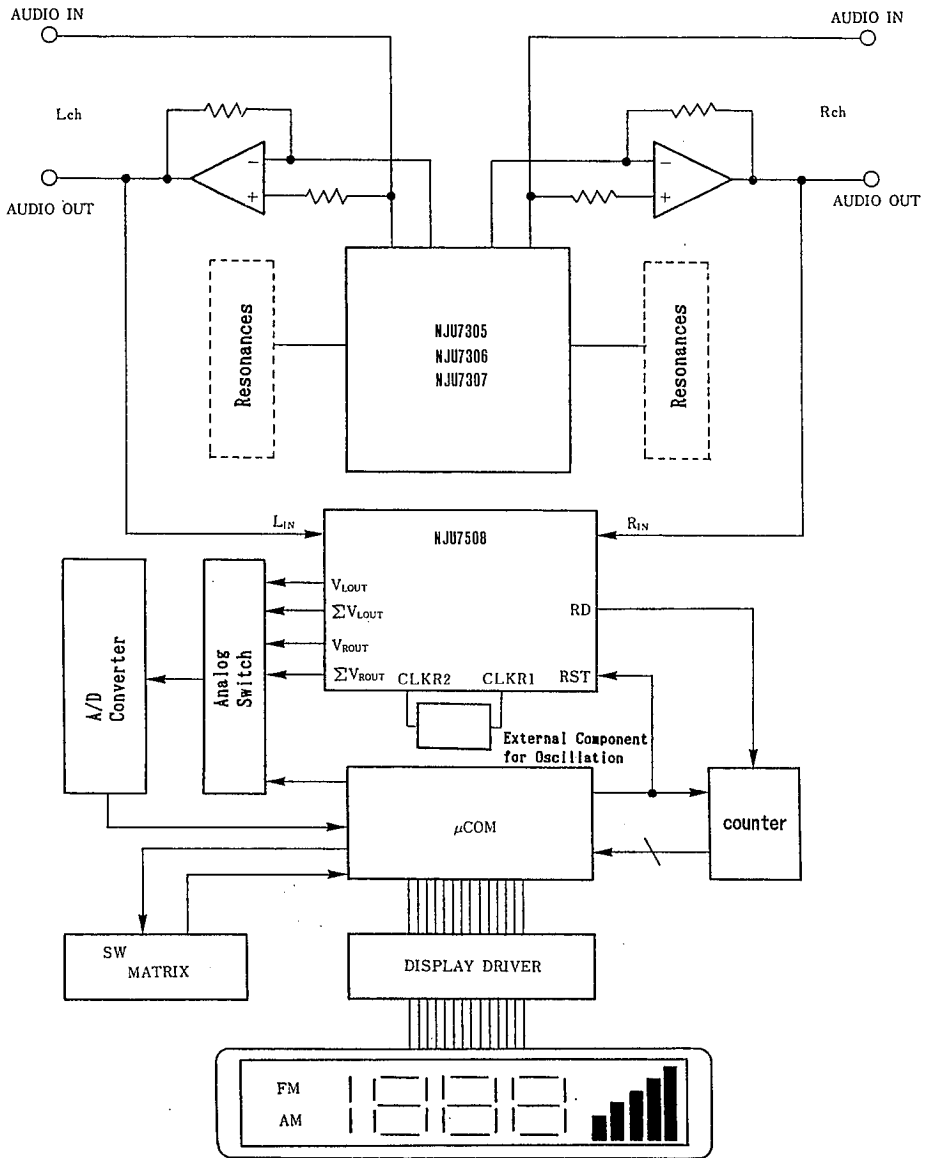 AUDIO IN
AUDIO IN
Lch
Rch
−
+
−
+
AUDIO OUT
AUDIO OUT
Resonances
NJU7305
NJU7306
NJU7307
Resonances
LIN
NJU7508
RIN
VLOUT
ΣVLOUT
VROUT
ΣVROUT
RD
CLKR2
CLKR1
RST
A/D
Converter
Analog
Switch
External Component
for Oscillation
μCOM
counter
SW
MATRIX
DISPLAY DRIVER
FM
AM
1888